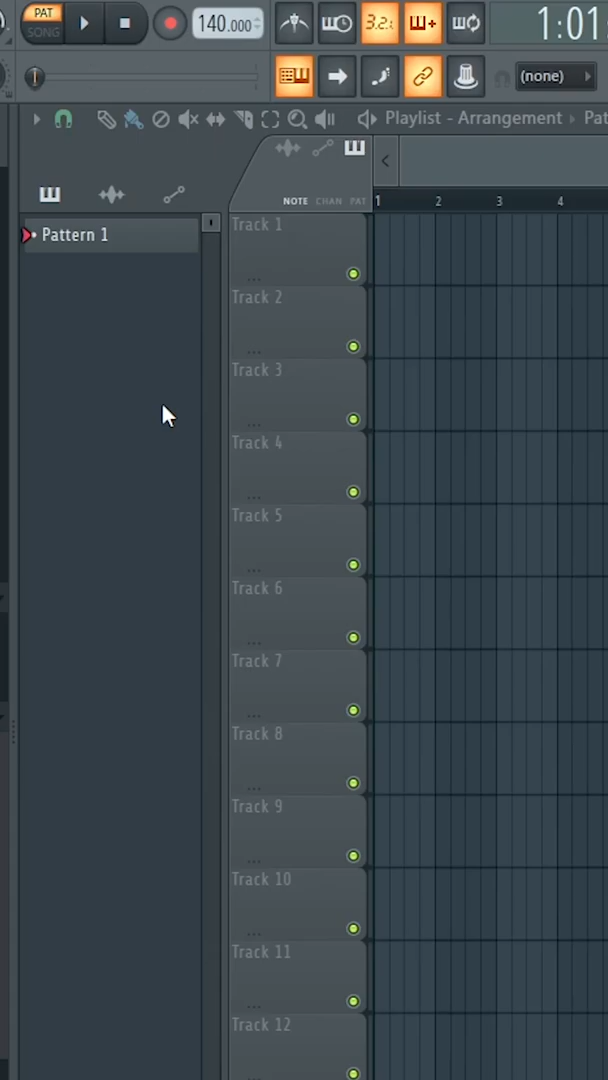 PAT
SONG
140.000
3.2.1
1:01
(none)
Playlist - Arrangement
NOTE CHAN PAT
1 2 3 4
Pattern 1
Track 1
Track 2
Track 3
Track 4
Track 5
Track 6
Track 7
Track 8
Track 9
Track 10
Track 11
Track 12